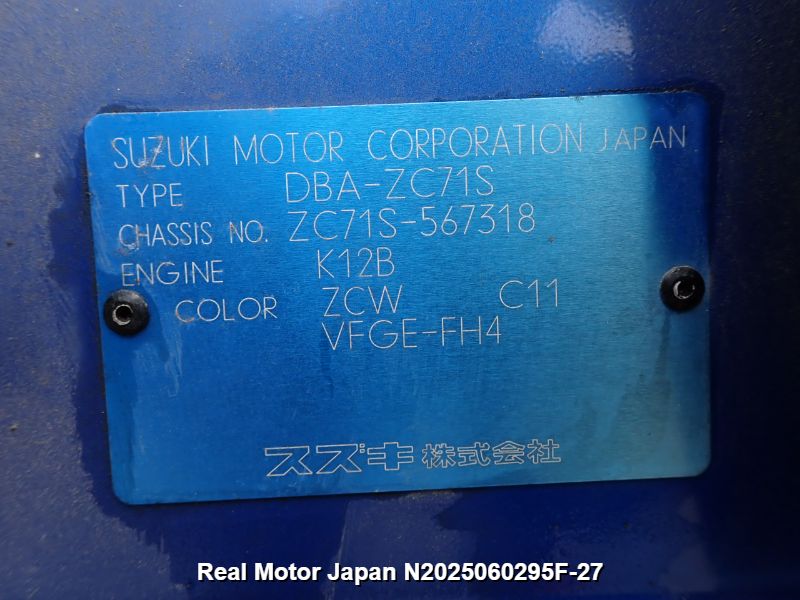 SUZUKI MOTOR CORPORATION JAPAN
TYPE DBA-ZC71S
CHASSIS NO. ZC71S-567318
ENGINE K12B
COLOR ZCW C11
VFGE-FH4
スズキ株式会社
Real Motor Japan N2025060295F-27